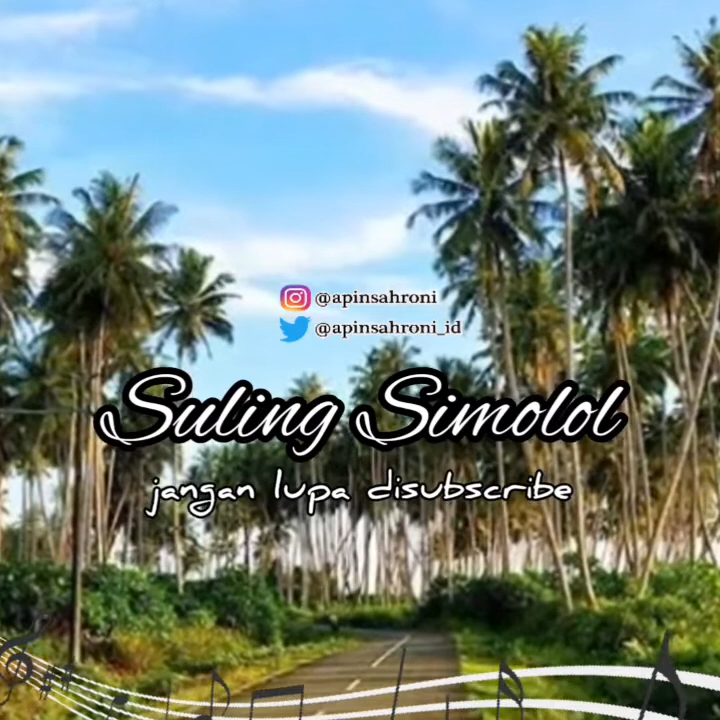 @apinsahroni
@apinsahroni_id
Suling Simolol
jangan lupa disubscribe